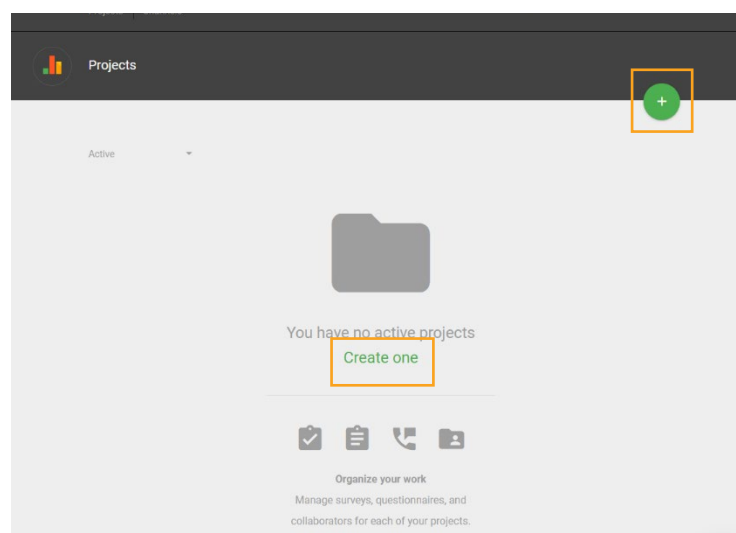 Projects
+
Active
You have no active projects
Create one
Organize your work
Manage surveys, questionnaires, and
collaborators for each of your projects.